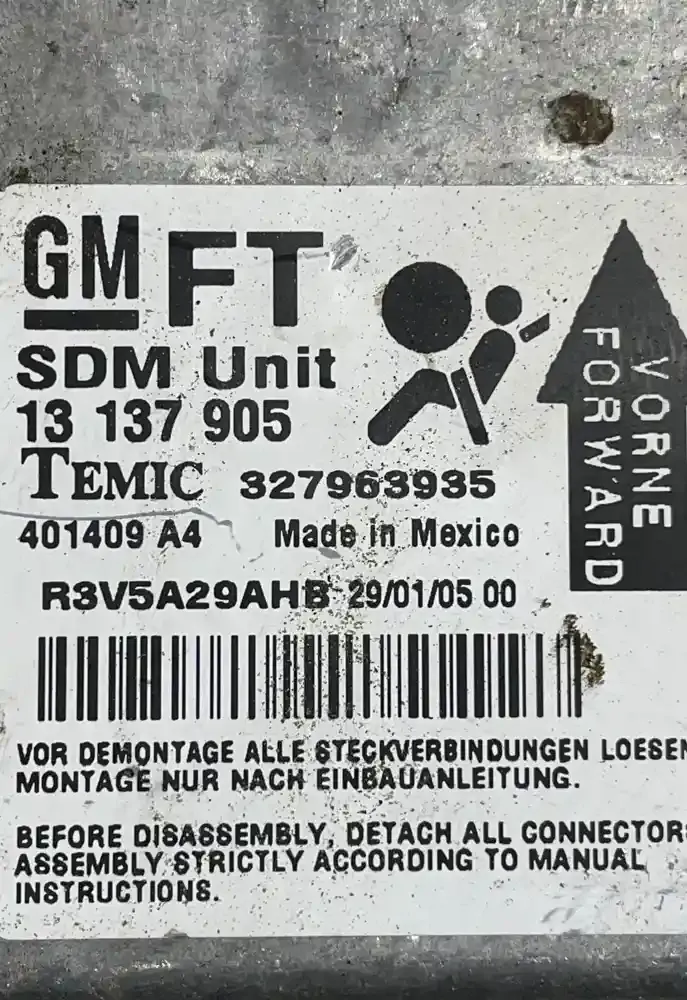 GM FT
SDM Unit
13 137 905
TEMIC 327963935
401409 A4 Made in Mexico
R3V5A29AHB 29/01/05 00
VORNE
FORWARD
VOR DEMONTAGE ALLE STECKVERBINDUNGEN LOESEN
MONTAGE NUR NACH EINBAUANLEITUNG.
BEFORE DISASSEMBLY, DETACH ALL CONNECTOR
ASSEMBLY STRICTLY ACCORDING TO MANUAL
INSTRUCTIONS.